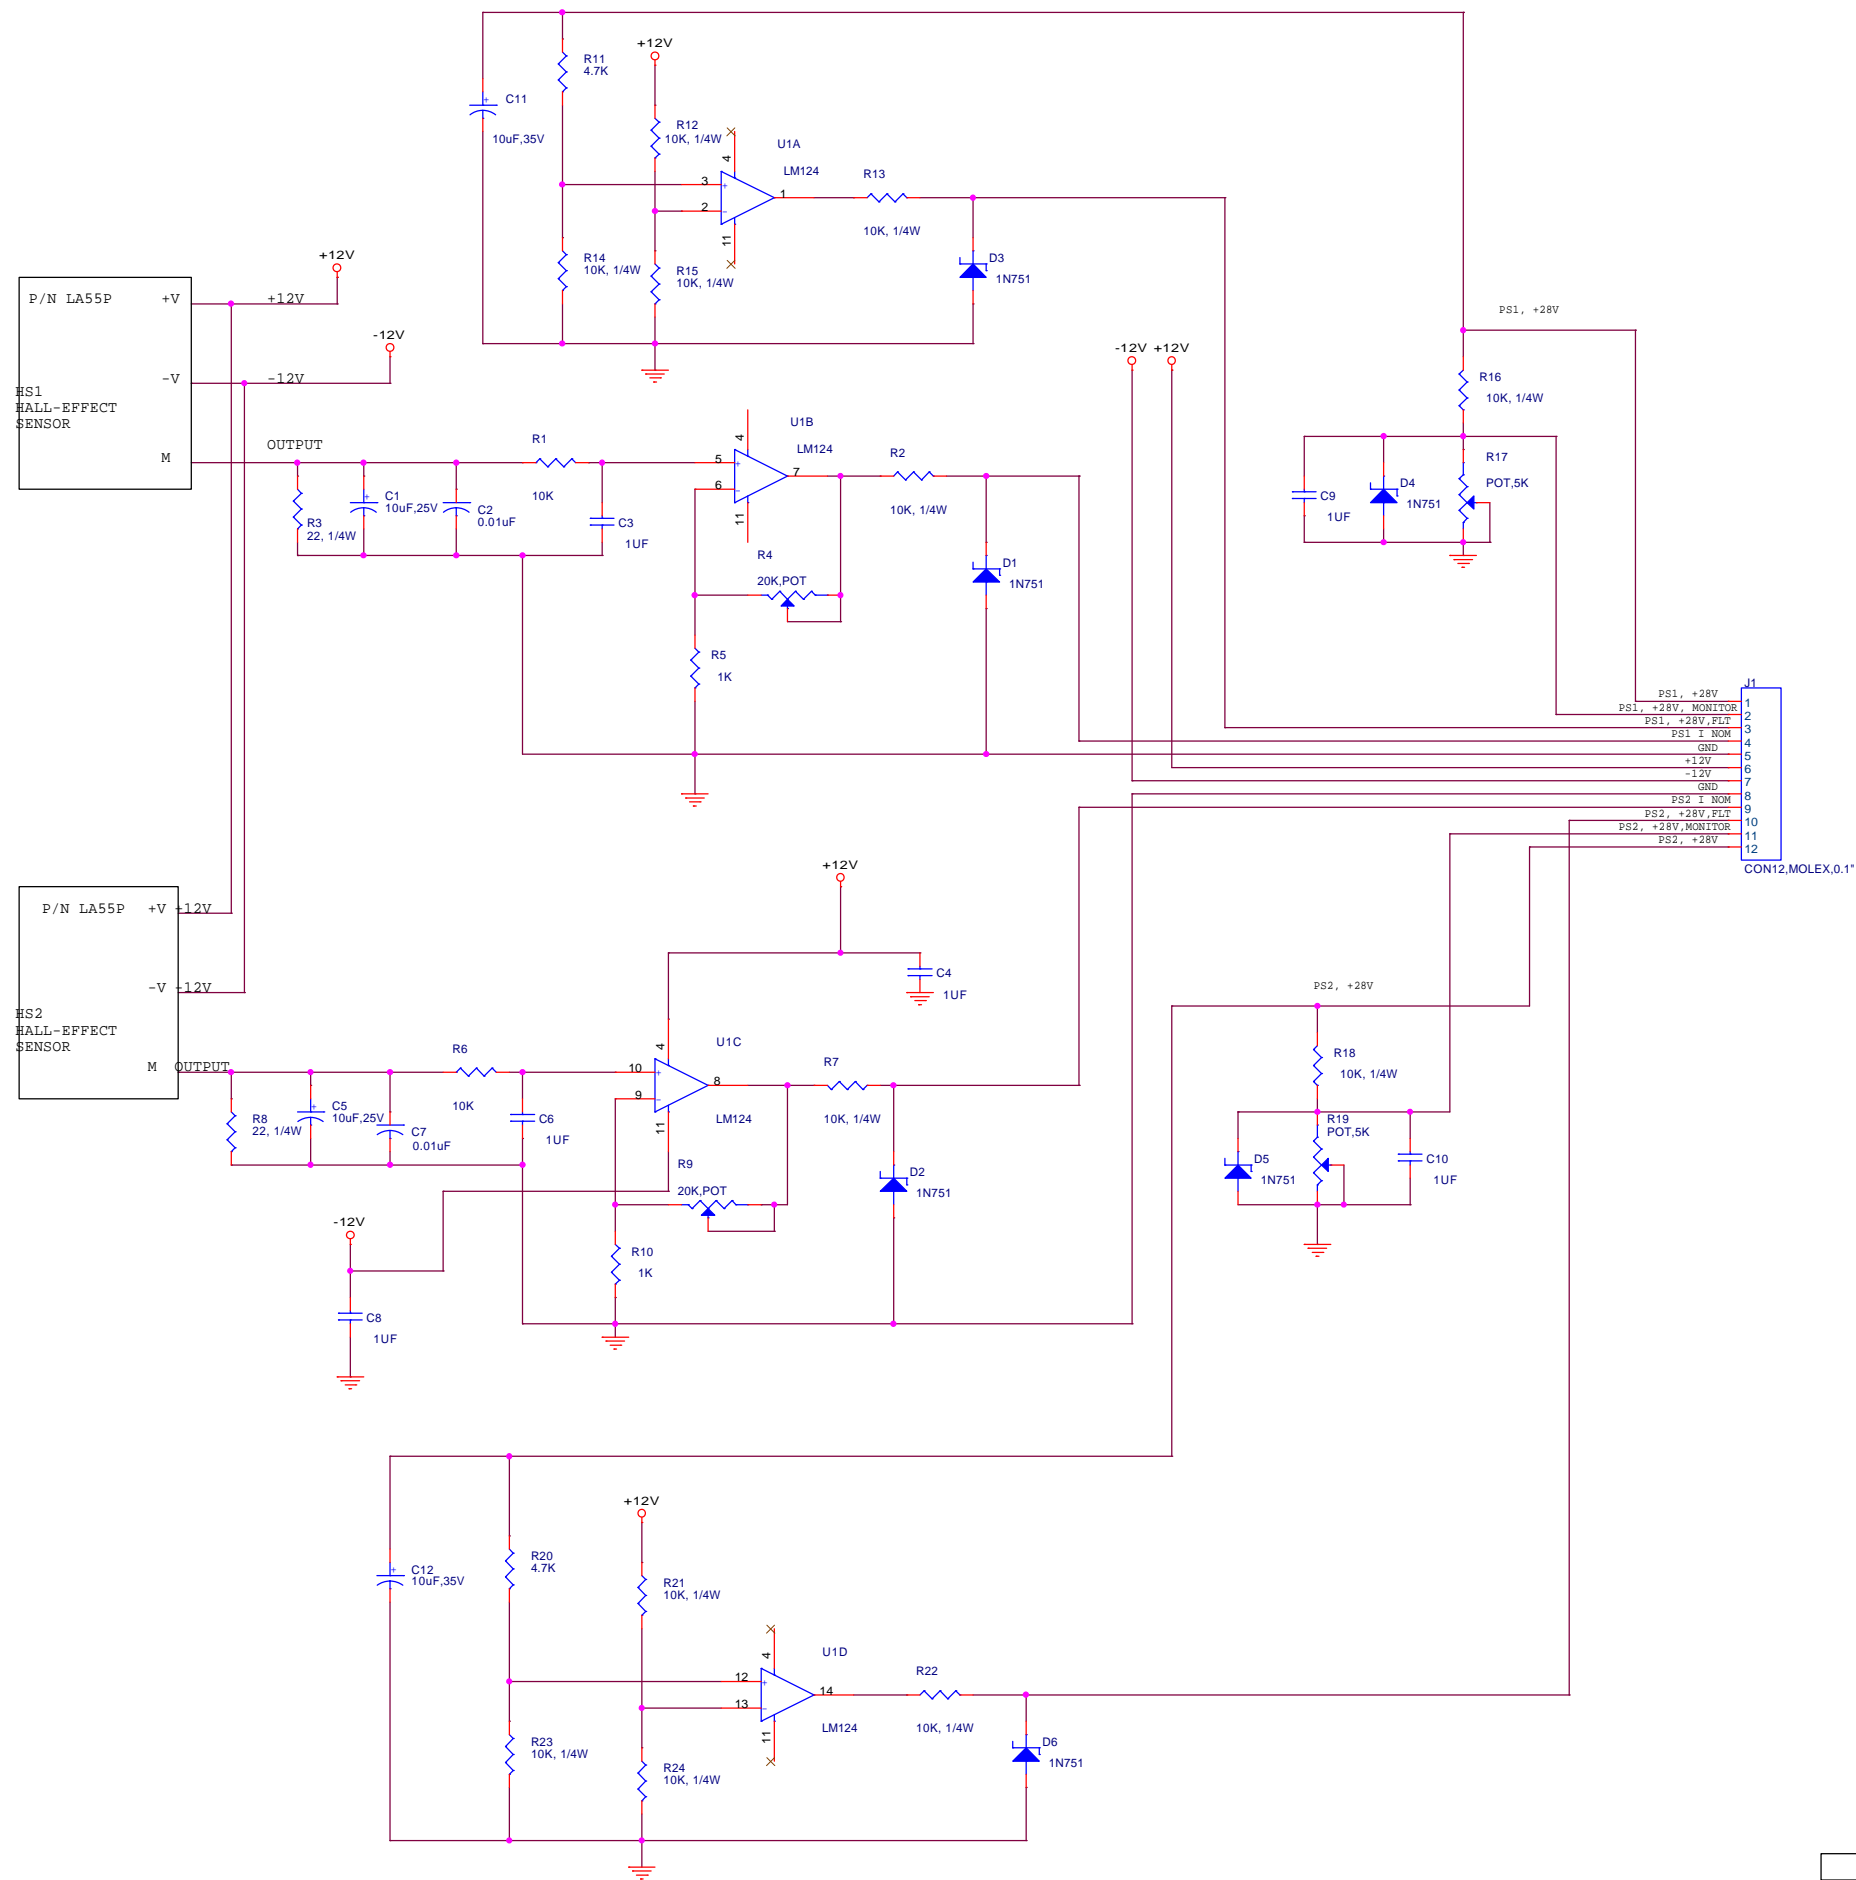 +12V
R11
4.7K
C11
10uF,35V
R12
10K, 1/4W
4
U1A
LM124
3
+
2
-
1
11
R13
10K, 1/4W
R14
10K, 1/4W
R15
10K, 1/4W
D3
1N751
+12V
P/N LA55P
+V
+12V
-12V
-V
-12V
HS1
HALL-EFFECT
SENSOR
M
OUTPUT
R1
10K
R3
22, 1/4W
C1
10uF,25V
C2
0.01uF
C3
1UF
4
U1B
LM124
5
+
6
-
7
11
R2
10K, 1/4W
R4
20K,POT
D1
1N751
R5
1K
-12V
+12V
PS1, +28V
R16
10K, 1/4W
R17
POT,5K
C9
1UF
D4
1N751
J1
PS1, +28V
1
PS1, +28V, MONITOR
2
PS1, +28V,FLT
3
PS1 I NOM
4
GND
5
+12V
6
-12V
7
GND
8
PS2 I NOM
9
PS2, +28V,FLT
10
PS2, +28V,MONITOR
11
PS2, +28V
12
CON12,MOLEX,0.1"
P/N LA55P
+V
+12V
-V
-12V
HS2
HALL-EFFECT
SENSOR
M
OUTPUT
+12V
C4
1UF
R6
10K
R8
22, 1/4W
C5
10uF,25V
C7
0.01uF
C6
1UF
4
U1C
LM124
10
+
9
-
8
11
R7
10K, 1/4W
R9
20K,POT
D2
1N751
-12V
R10
1K
C8
1UF
PS2, +28V
R18
10K, 1/4W
R19
POT,5K
D5
1N751
C10
1UF
+12V
C12
10uF,35V
R20
4.7K
R21
10K, 1/4W
4
U1D
LM124
12
+
13
-
14
11
R22
10K, 1/4W
R23
10K, 1/4W
R24
10K, 1/4W
D6
1N751